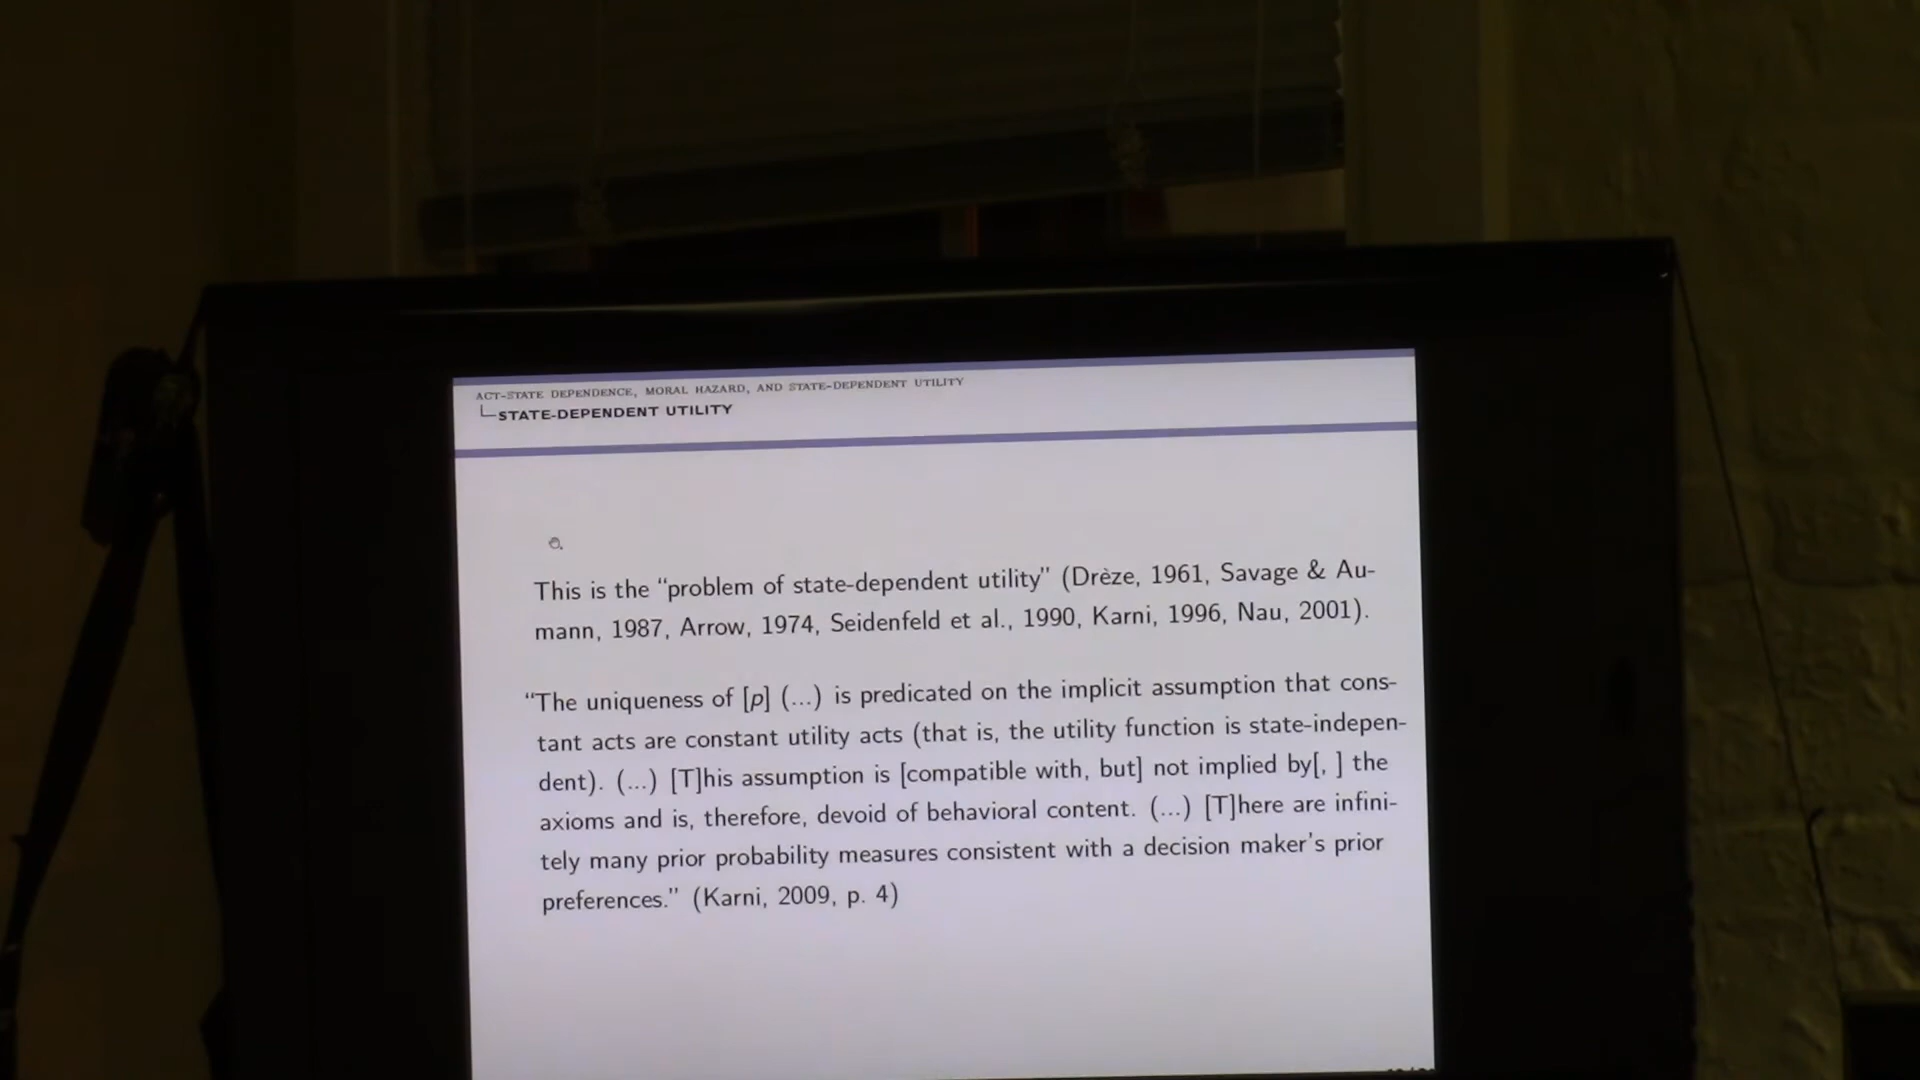 ACT-STATE DEPENDENCE, MORAL HAZARD, AND STATE-DEPENDENT UTILITY
STATE-DEPENDENT UTILITY
This is the “problem of state-dependent utility” (Drèze, 1961, Savage & Au-
mann, 1987, Arrow, 1974, Seidenfeld et al., 1990, Karni, 1996, Nau, 2001).
“The uniqueness of [p] (...) is predicated on the implicit assumption that cons-
tant acts are constant utility acts (that is, the utility function is state-indepen-
dent). (...) [T]his assumption is [compatible with, but] not implied by[, ] the
axioms and is, therefore, devoid of behavioral content. (...) [T]here are infini-
tely many prior probability measures consistent with a decision maker's prior
preferences.” (Karni, 2009, p. 4)